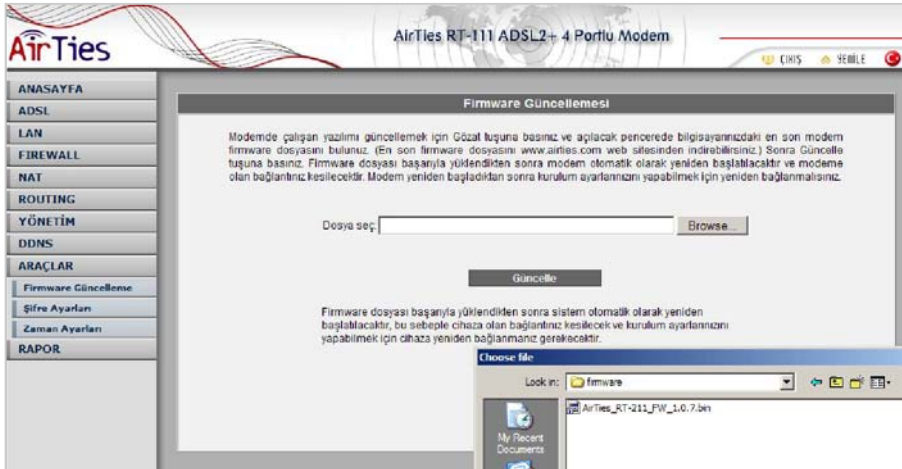 AirTies
AirTies RT-111 ADSL2+ 4 Portlu Modem
ÇIKIŞ
YENİLE
ANASAYFA
ADSL
LAN
FIREWALL
NAT
ROUTING
YÖNETİM
DDNS
ARAÇLAR
Firmware Güncelleme
Şifre Ayarları
Zaman Ayarları
RAPOR
Firmware Güncellemesi
Modemde çalışan yazılımı güncellemek için Gözat tuşuna basınız ve açılacak pencerede bilgisayarınızdaki en son modem
firmware dosyasını bulunuz. (En son firmware dosyasını www.airties.com web sitesinden indirebilirsiniz.) Sonra Güncelle
tuşuna basınız. Firmware dosyası başarıyla yüklendikten sonra modem otomatik olarak yeniden başlatılacaktır ve modeme
olan bağlantınız kesilecektir. Modem yeniden başladıktan sonra kurulum ayarlarınızı yapabilmek için yeniden bağlanmalısınız.
Dosya seç:
Browse...
Güncelle
Firmware dosyası başarıyla yüklendikten sonra sistem otomatik olarak yeniden
başlatılacaktır, bu sebeple cihaza olan bağlantınız kesilecek ve kurulum ayarlarınızı
yapabilmek için cihaza yeniden bağlanmanız gerekecektir.
Choose file
Look in:
firmware
AirTies_RT-211_FW_1.0.7.bin
My Recent
Documents